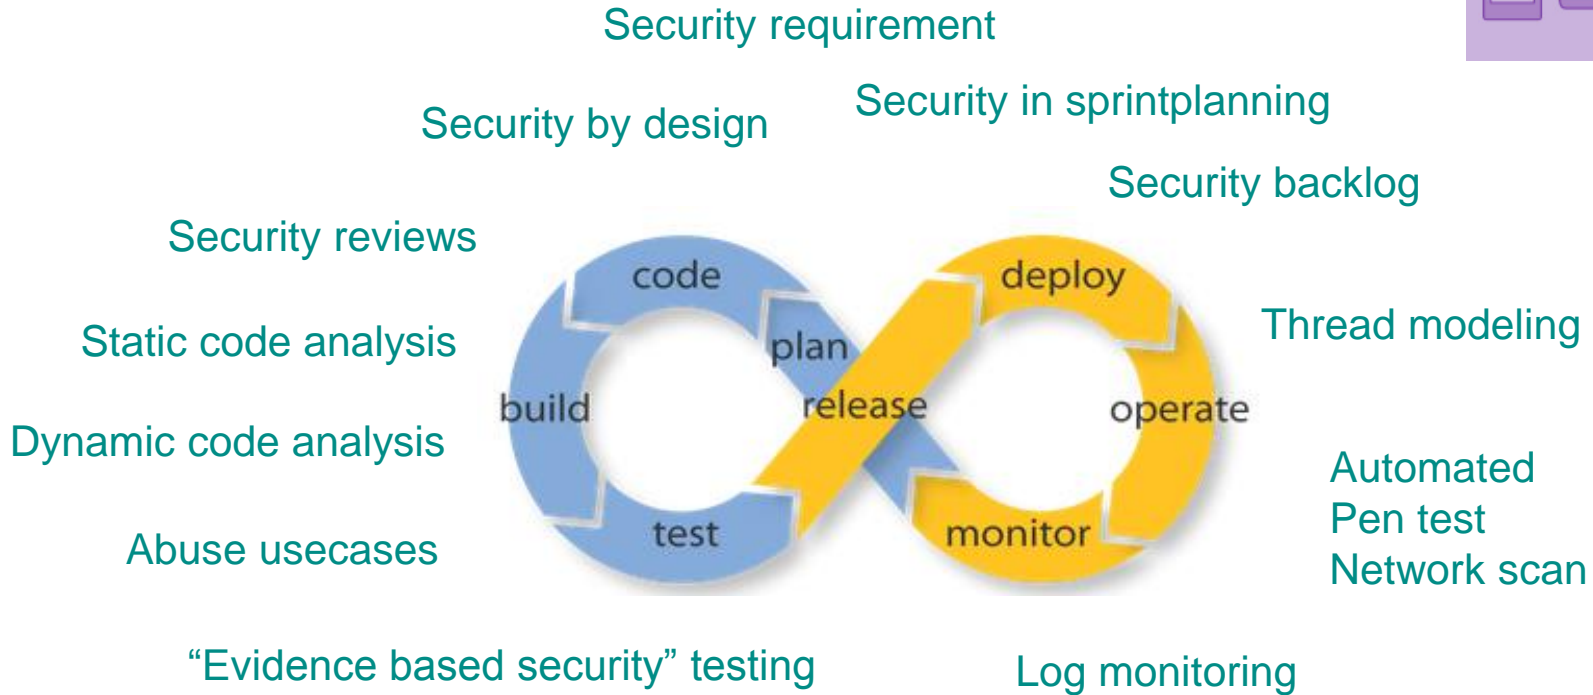 Security requirement
Security by design
Security in sprintplanning
Security backlog
Security reviews
code
deploy
Static code analysis
plan
Thread modeling
build
release
operate
Dynamic code analysis
Automated
Pen test
Network scan
test
monitor
Abuse usecases
“Evidence based security” testing
Log monitoring